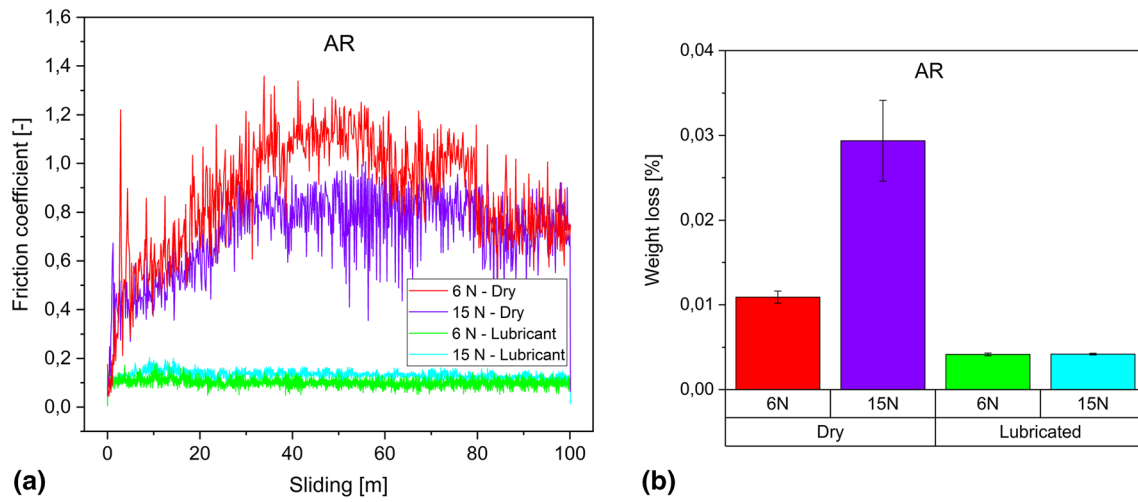 AR
Friction coefficient [-]
1,6
1,4
1,2
1,0
0,8
0,6
0,4
0,2
0,0
6 N - Dry
15 N - Dry
6 N - Lubricant
15 N - Lubricant
0 20 40 60 80 100
Sliding [m]
(a)
AR
Weight loss [%]
0,04
0,03
0,02
0,01
0,00
6N 15N 6N 15N
Dry Lubricated
(b)